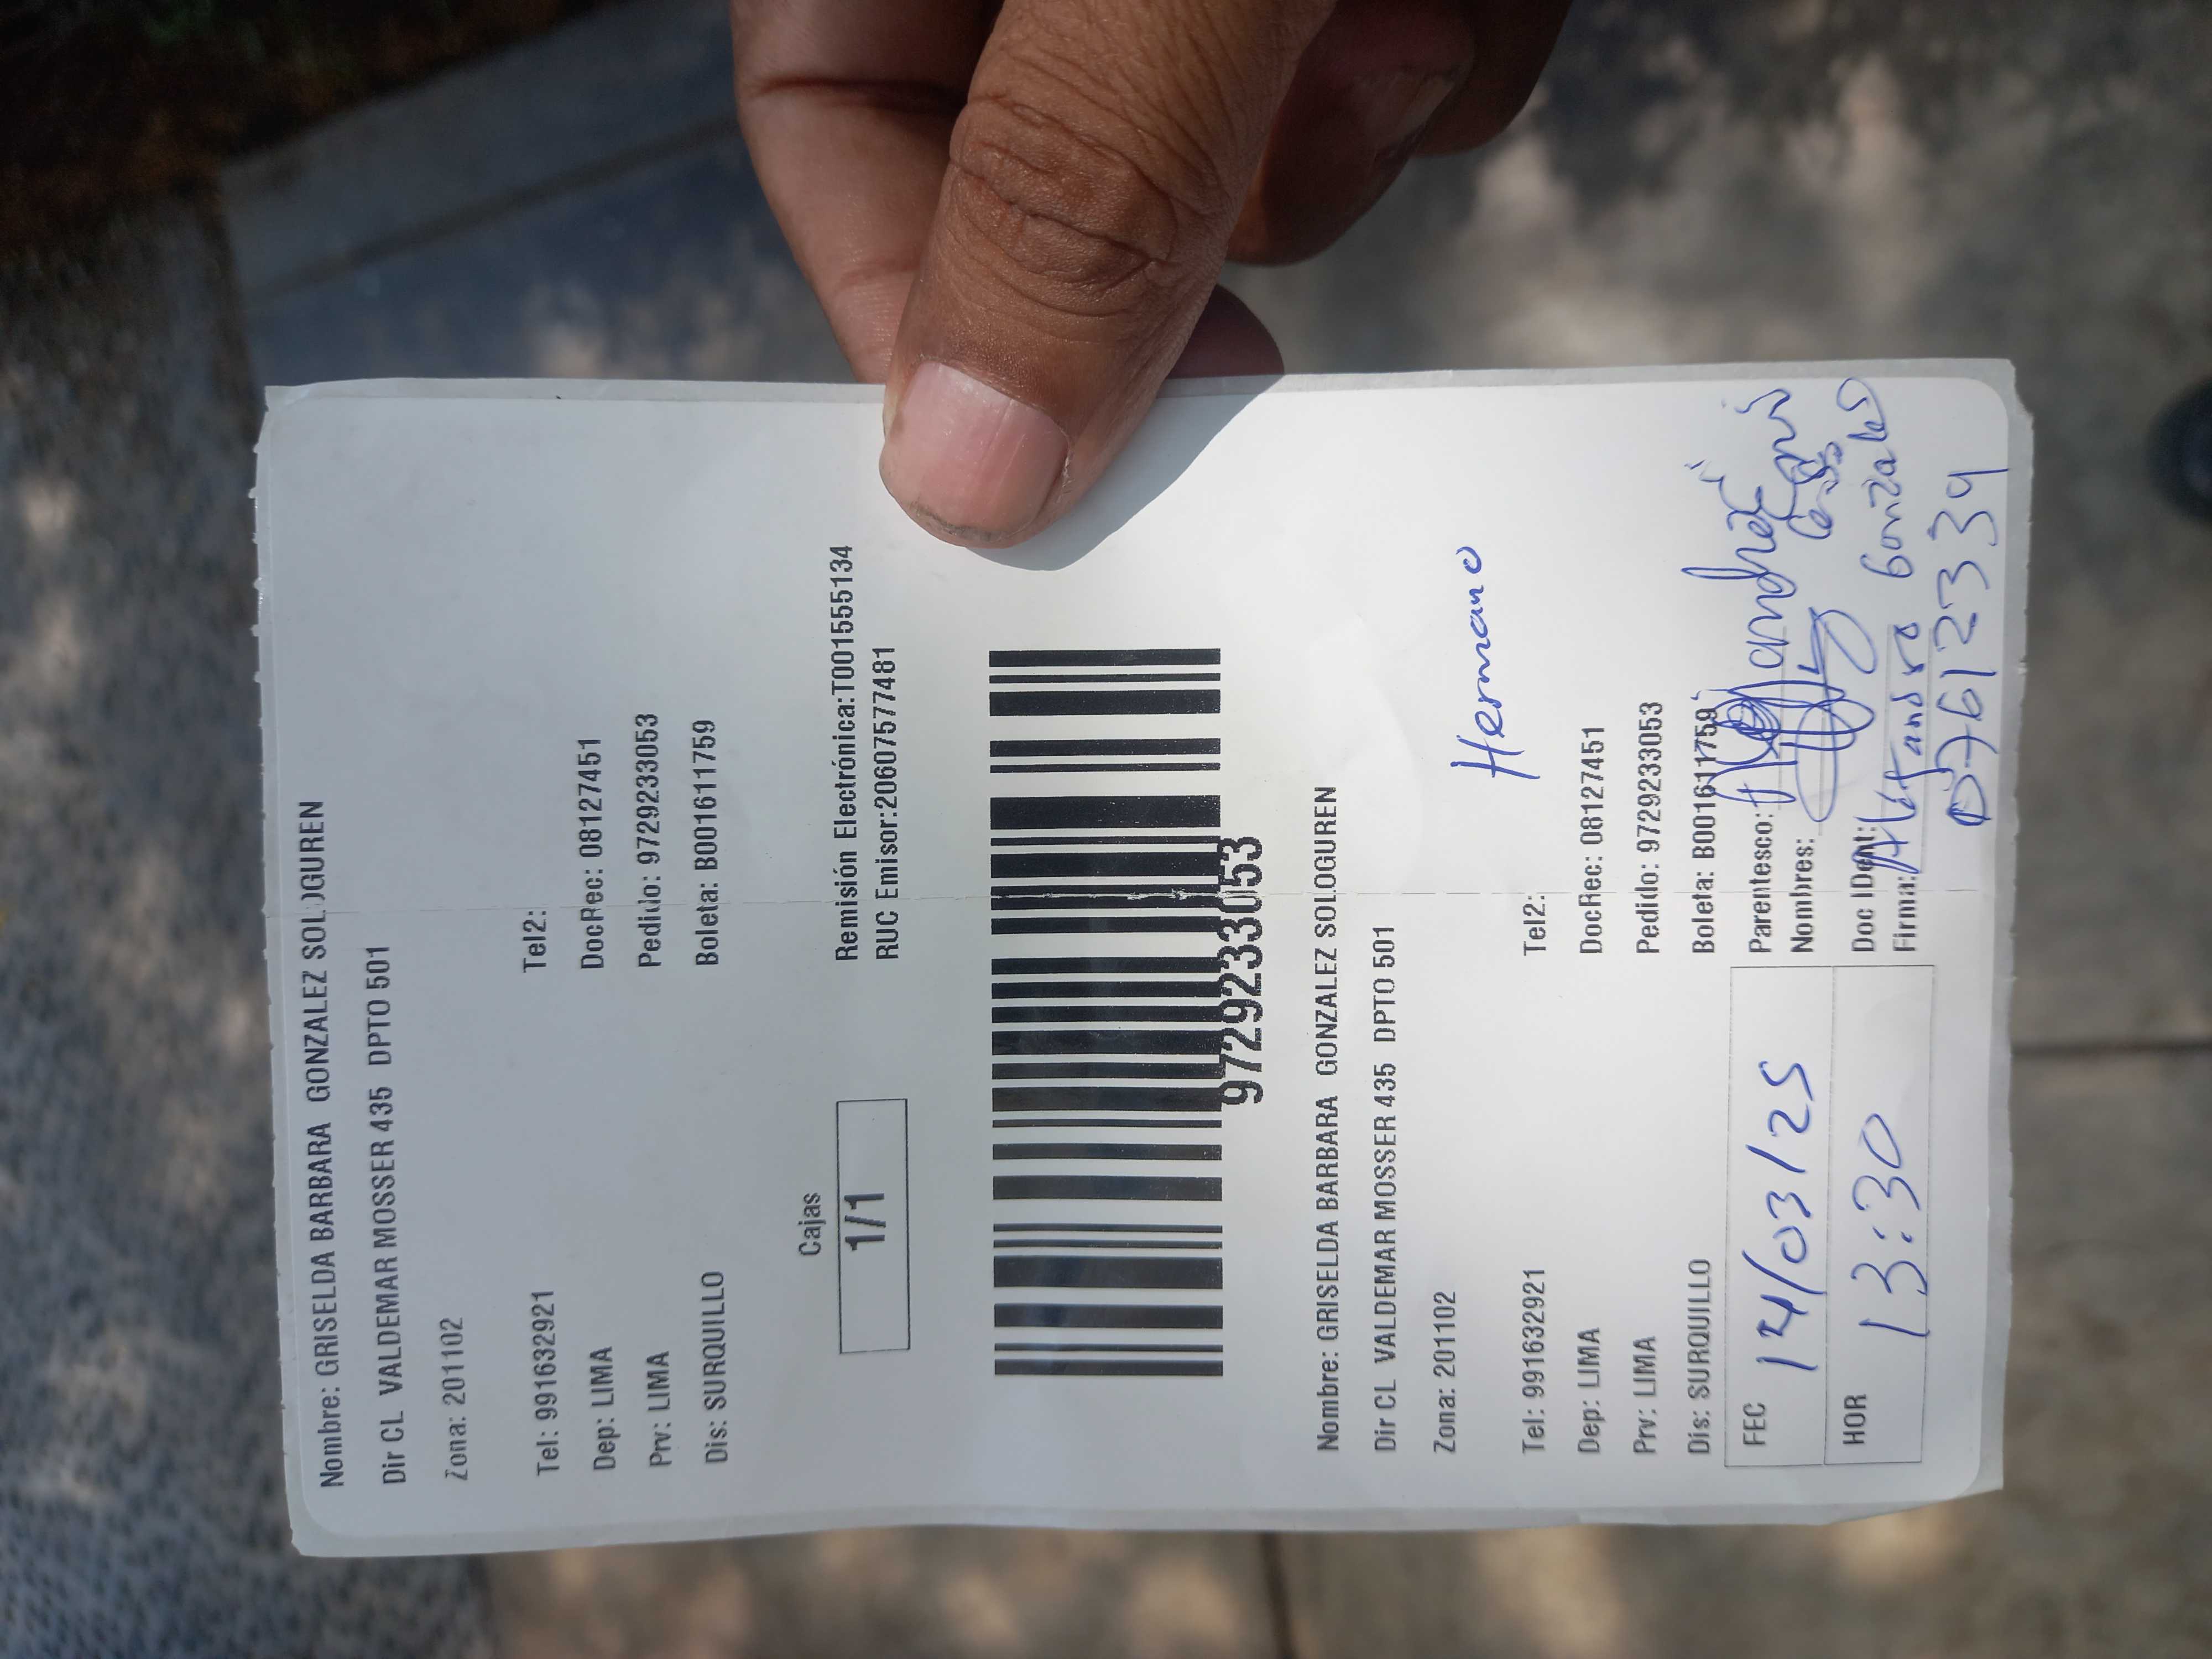 Nombre: GRISELDA BARBARA GONZALEZ SOLOGUREN
Dir CL VALDEMAR MOSSER 435 DPTO 501
Zona: 201102
Tel: 991632921 Tel2:
Dep: LIMA DocRec: 08127451
Prv: LIMA Pedido: 9729233053
Dis: SURQUILLO Boleta: B001611759
Cajas
1/1
Remisión Electrónica:T001555134
RUC Emisor:20607577481
9729233053
Nombre: GRISELDA BARBARA GONZALEZ SOLOGUREN
Dir CL VALDEMAR MOSSER 435 DPTO 501
Zona: 201102
Hermano
Tel: 991632921 Tel2:
Dep: LIMA DocRec: 08127451
Prv: LIMA Pedido: 9729233053
Dis: SURQUILLO Boleta: B001611759
FEC 14/03/25 Parentesco:
Nombres:
HOR 13:30 Doc IDent:
Firma: Gonzales
07612339